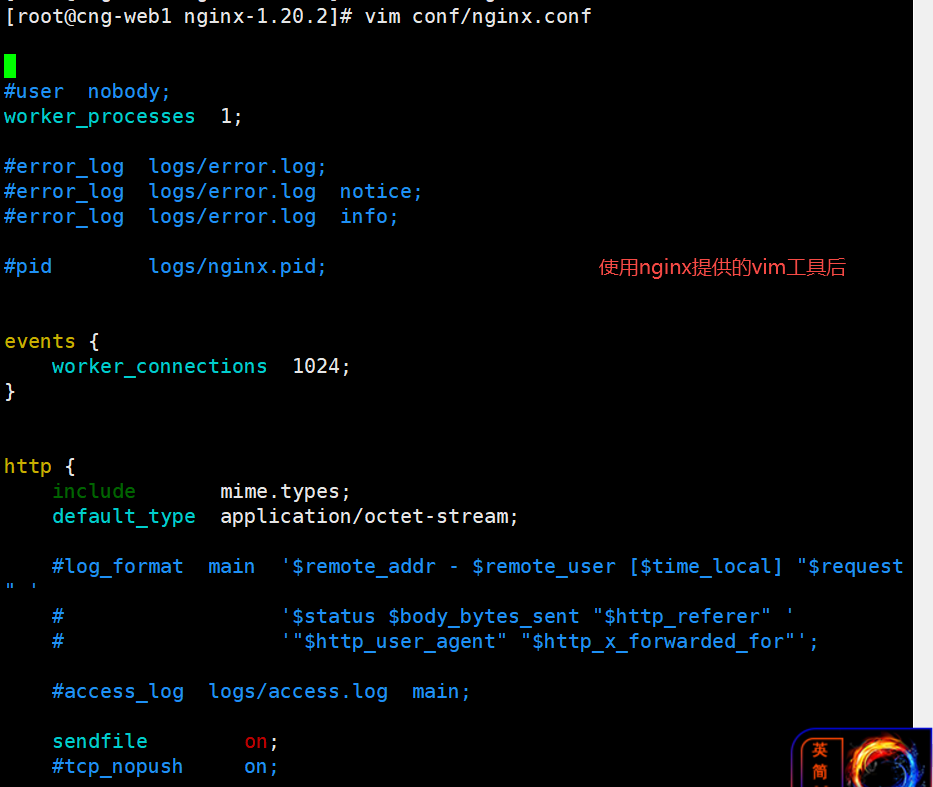 [root@cng-web1 nginx-1.20.2]# vim conf/nginx.conf
#user  nobody;
worker_processes  1;
#error_log  logs/error.log;
#error_log  logs/error.log  notice;
#error_log  logs/error.log  info;
#pid        logs/nginx.pid;
使用nginx提供的vim工具后
events {
    worker_connections  1024;
}
http {
    include       mime.types;
    default_type  application/octet-stream;
    #log_format  main  '$remote_addr - $remote_user [$time_local] "$request
" '
    #                  '$status $body_bytes_sent "$http_referer" '
    #                  '"$http_user_agent" "$http_x_forwarded_for"';
    #access_log  logs/access.log  main;
    sendfile        on;
    #tcp_nopush     on;
英
简